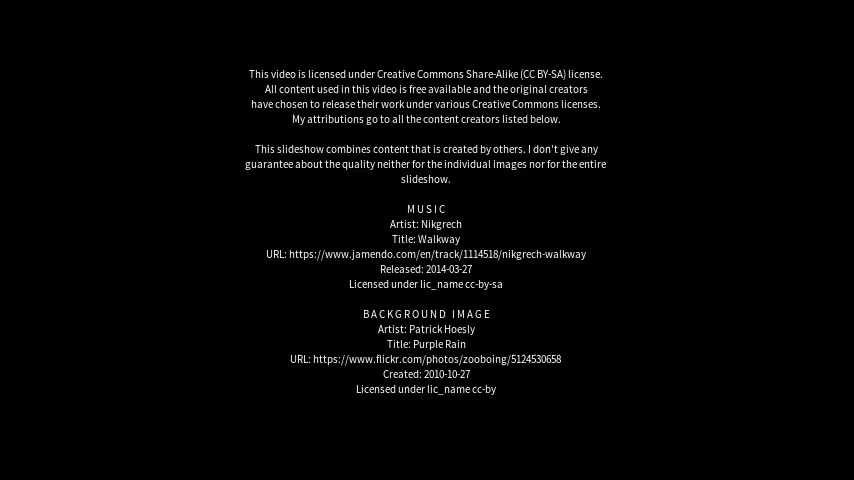 This video is licensed under Creative Commons Share-Alike (CC BY-SA) license.
All content used in this video is free available and the original creators
have chosen to release their work under various Creative Commons licenses.
My attributions go to all the content creators listed below.
This slideshow combines content that is created by others. I don't give any
guarantee about the quality neither for the individual images nor for the entire
slideshow.
MUSIC
Artist: Nikgrech
Title: Walkway
URL: https://www.jamendo.com/en/track/1114518/nikgrech-walkway
Released: 2014-03-27
Licensed under lic_name cc-by-sa
BACKGROUND IMAGE
Artist: Patrick Hoesly
Title: Purple Rain
URL: https://www.flickr.com/photos/zooboing/5124530658
Created: 2010-10-27
Licensed under lic_name cc-by